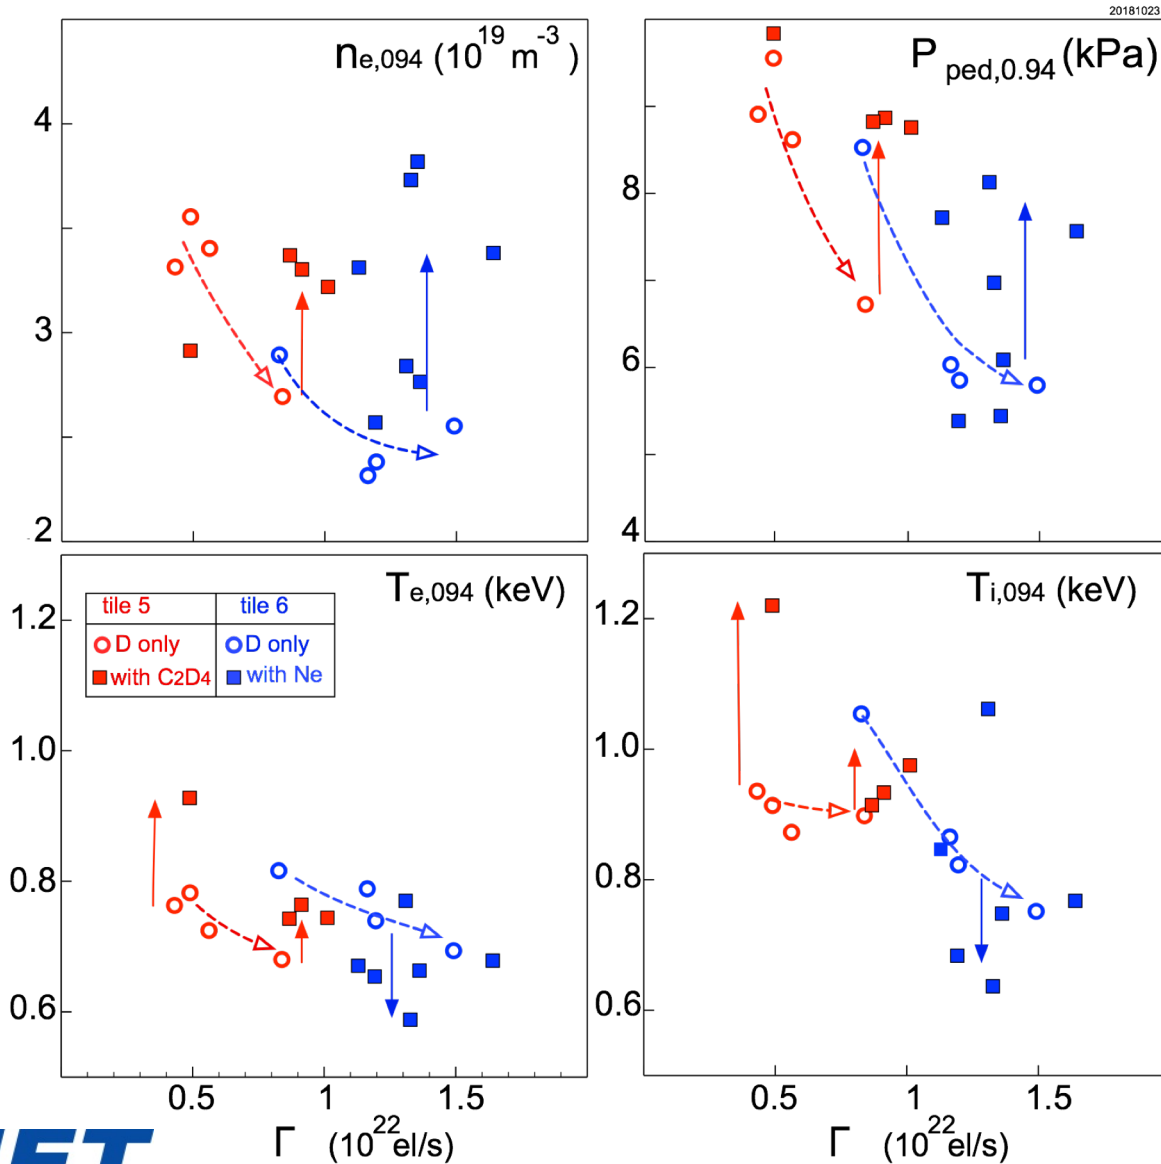 20181023
ne,094 (10^19 m^-3)
P ped,0.94 (kPa)
4
3
2
8
6
4
Te,094 (keV)
Ti,094 (keV)
tile 5 tile 6
D only D only
with C2D4 with Ne
1.2
1.0
0.8
0.6
1.2
1.0
0.8
0.6
0.5 1 1.5
0.5 1 1.5
Γ (10^22 el/s)
Γ (10^22 el/s)